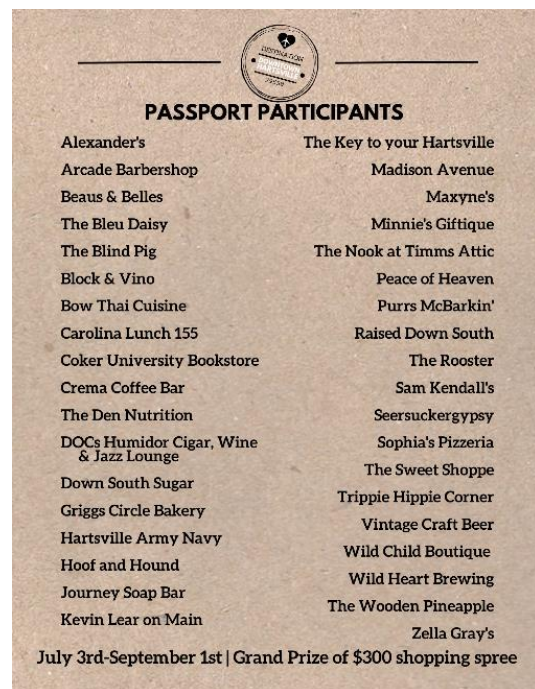 DESTINATION
DOWNTOWN
HARTSVILLE
PASSPORT PARTICIPANTS
Alexander's
Arcade Barbershop
Beaus & Belles
The Bleu Daisy
The Blind Pig
Block & Vino
Bow Thai Cuisine
Carolina Lunch 155
Coker University Bookstore
Crema Coffee Bar
The Den Nutrition
DOCs Humidor Cigar, Wine
& Jazz Lounge
Down South Sugar
Griggs Circle Bakery
Hartsville Army Navy
Hoof and Hound
Journey Soap Bar
Kevin Lear on Main
The Key to your Hartsville
Madison Avenue
Maxyne's
Minnie's Giftique
The Nook at Timms Attic
Peace of Heaven
Purrs McBarkin'
Raised Down South
The Rooster
Sam Kendall's
Seersuckergypsy
Sophia's Pizzeria
The Sweet Shoppe
Trippie Hippie Corner
Vintage Craft Beer
Wild Child Boutique
Wild Heart Brewing
The Wooden Pineapple
Zella Gray's
July 3rd-September 1st | Grand Prize of $300 shopping spree